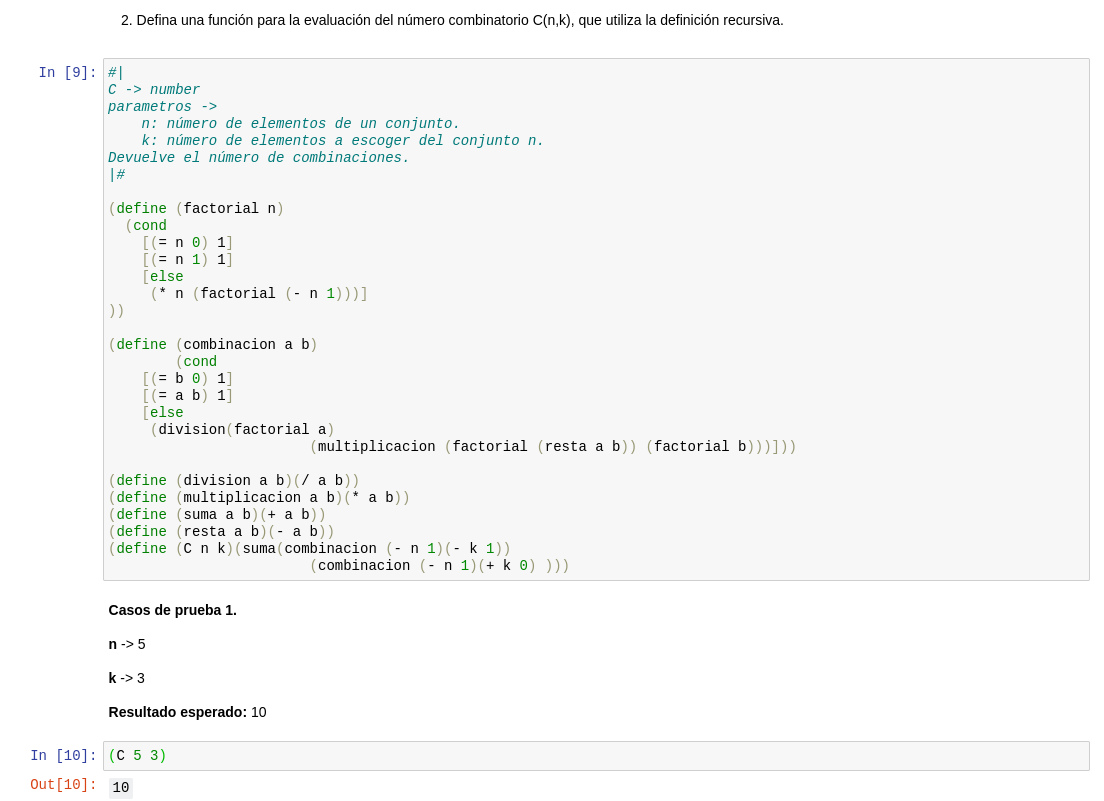 2. Defina una función para la evaluación del número combinatorio C(n,k), que utiliza la definición recursiva.
In [9]: #|
C -> number
parametros ->
    n: número de elementos de un conjunto.
    k: número de elementos a escoger del conjunto n.
Devuelve el número de combinaciones.
|#
(define (factorial n)
  (cond
    [(= n 0) 1]
    [(= n 1) 1]
    [else
     (* n (factorial (- n 1)))]
))
(define (combinacion a b)
        (cond
    [(= b 0) 1]
    [(= a b) 1]
    [else
     (division(factorial a)
                        (multiplicacion (factorial (resta a b)) (factorial b)))]))
(define (division a b)(/ a b))
(define (multiplicacion a b)(* a b))
(define (suma a b)(+ a b))
(define (resta a b)(- a b))
(define (C n k)(suma(combinacion (- n 1)(- k 1))
                        (combinacion (- n 1)(+ k 0) )))
Casos de prueba 1.
n -> 5
k -> 3
Resultado esperado: 10
In [10]: (C 5 3)
Out[10]: 10